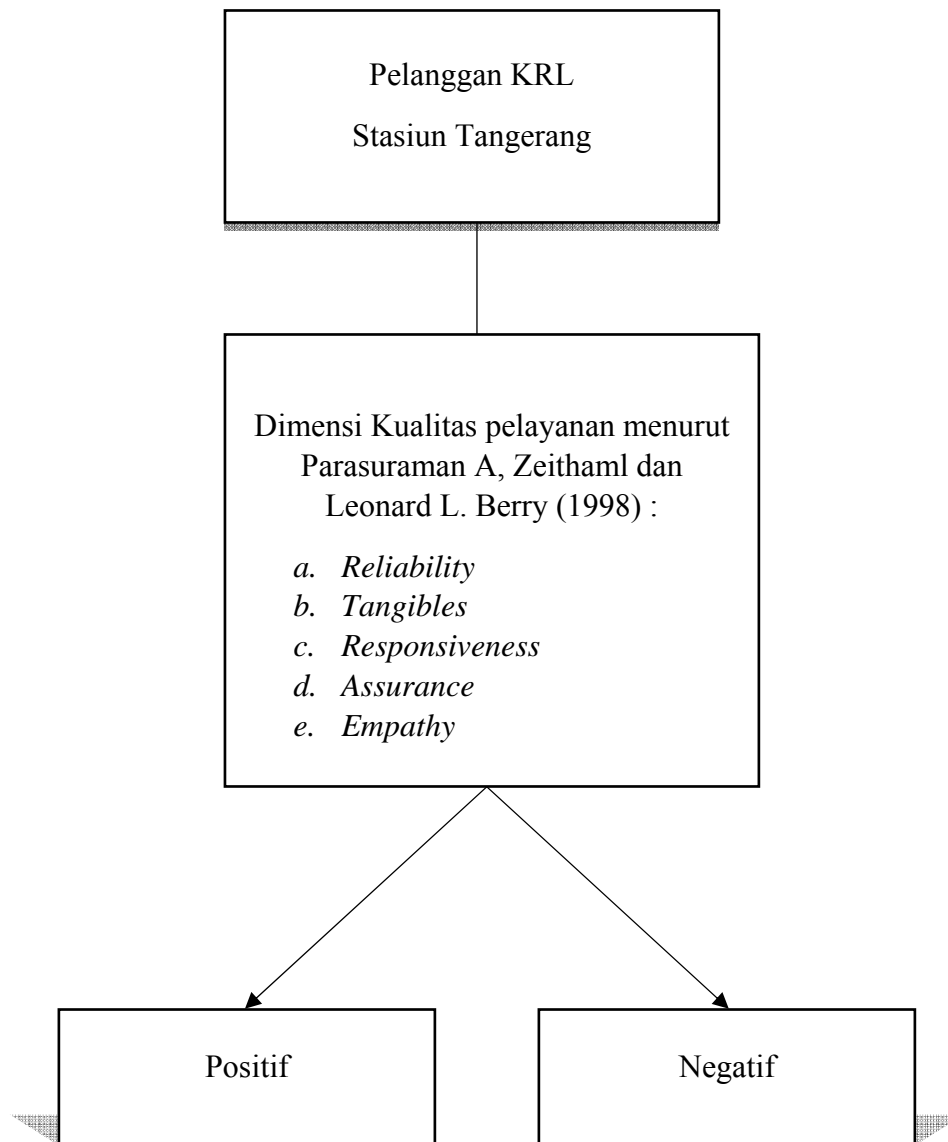 Pelanggan KRL
Stasiun Tangerang
Dimensi Kualitas pelayanan menurut
Parasuraman A, Zeithaml dan
Leonard L. Berry (1998) :
a. Reliability
b. Tangibles
c. Responsiveness
d. Assurance
e. Empathy
Positif
Negatif